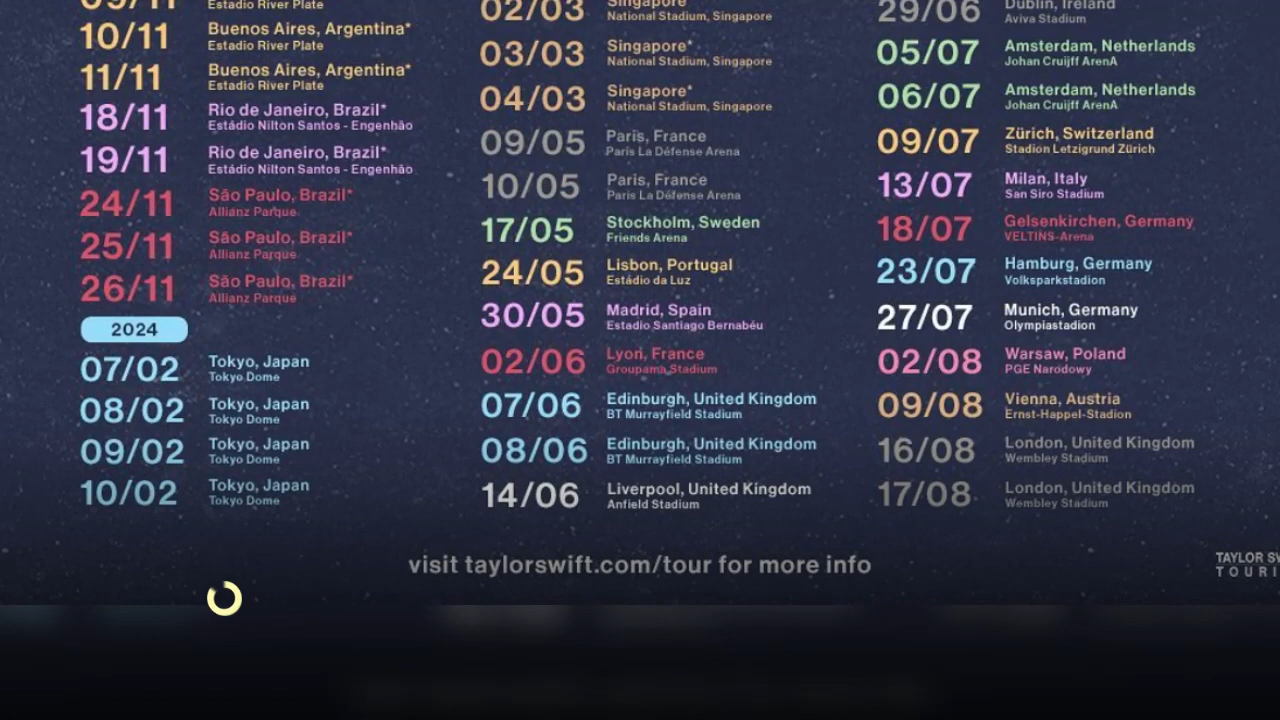 09/11
Estadio River Plate
10/11
Buenos Aires, Argentina*
Estadio River Plate
11/11
Buenos Aires, Argentina*
Estadio River Plate
18/11
Rio de Janeiro, Brazil*
Estádio Nilton Santos - Engenhão
19/11
Rio de Janeiro, Brazil*
Estádio Nilton Santos - Engenhão
24/11
São Paulo, Brazil*
Allianz Parque
25/11
São Paulo, Brazil*
Allianz Parque
26/11
São Paulo, Brazil*
Allianz Parque
2024
07/02
Tokyo, Japan
Tokyo Dome
08/02
Tokyo, Japan
Tokyo Dome
09/02
Tokyo, Japan
Tokyo Dome
10/02
Tokyo, Japan
Tokyo Dome
02/03
Singapore*
National Stadium, Singapore
03/03
Singapore*
National Stadium, Singapore
04/03
Singapore*
National Stadium, Singapore
09/05
Paris, France
Paris La Défense Arena
10/05
Paris, France
Paris La Défense Arena
17/05
Stockholm, Sweden
Friends Arena
24/05
Lisbon, Portugal
Estádio da Luz
30/05
Madrid, Spain
Estadio Santiago Bernabéu
02/06
Lyon, France
Groupama Stadium
07/06
Edinburgh, United Kingdom
BT Murrayfield Stadium
08/06
Edinburgh, United Kingdom
BT Murrayfield Stadium
14/06
Liverpool, United Kingdom
Anfield Stadium
29/06
Dublin, Ireland
Aviva Stadium
05/07
Amsterdam, Netherlands
Johan Cruijff ArenA
06/07
Amsterdam, Netherlands
Johan Cruijff ArenA
09/07
Zürich, Switzerland
Stadion Letzigrund Zürich
13/07
Milan, Italy
San Siro Stadium
18/07
Gelsenkirchen, Germany
VELTINS-Arena
23/07
Hamburg, Germany
Volksparkstadion
27/07
Munich, Germany
Olympiastadion
02/08
Warsaw, Poland
PGE Narodowy
09/08
Vienna, Austria
Ernst-Happel-Stadion
16/08
London, United Kingdom
Wembley Stadium
17/08
London, United Kingdom
Wembley Stadium
visit taylorswift.com/tour for more info
TAYLOR